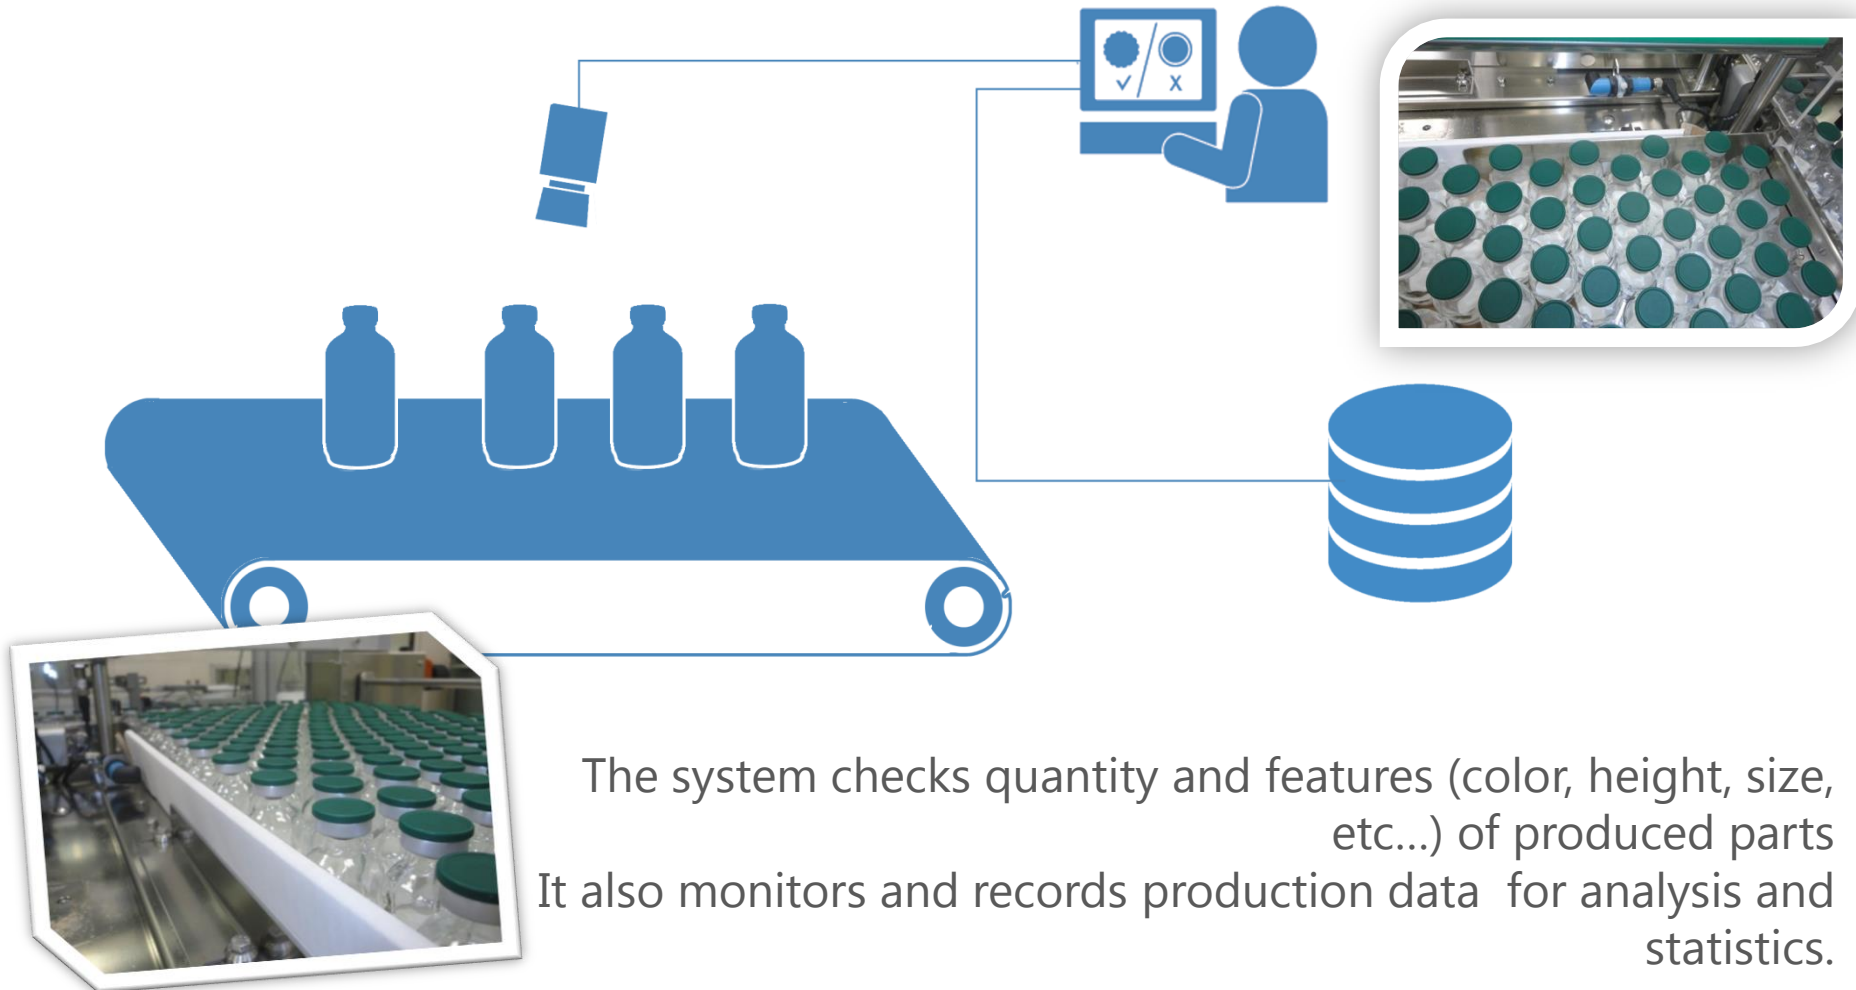 ✓ X
The system checks quantity and features (color, height, size,
etc...) of produced parts
It also monitors and records production data  for analysis and
statistics.